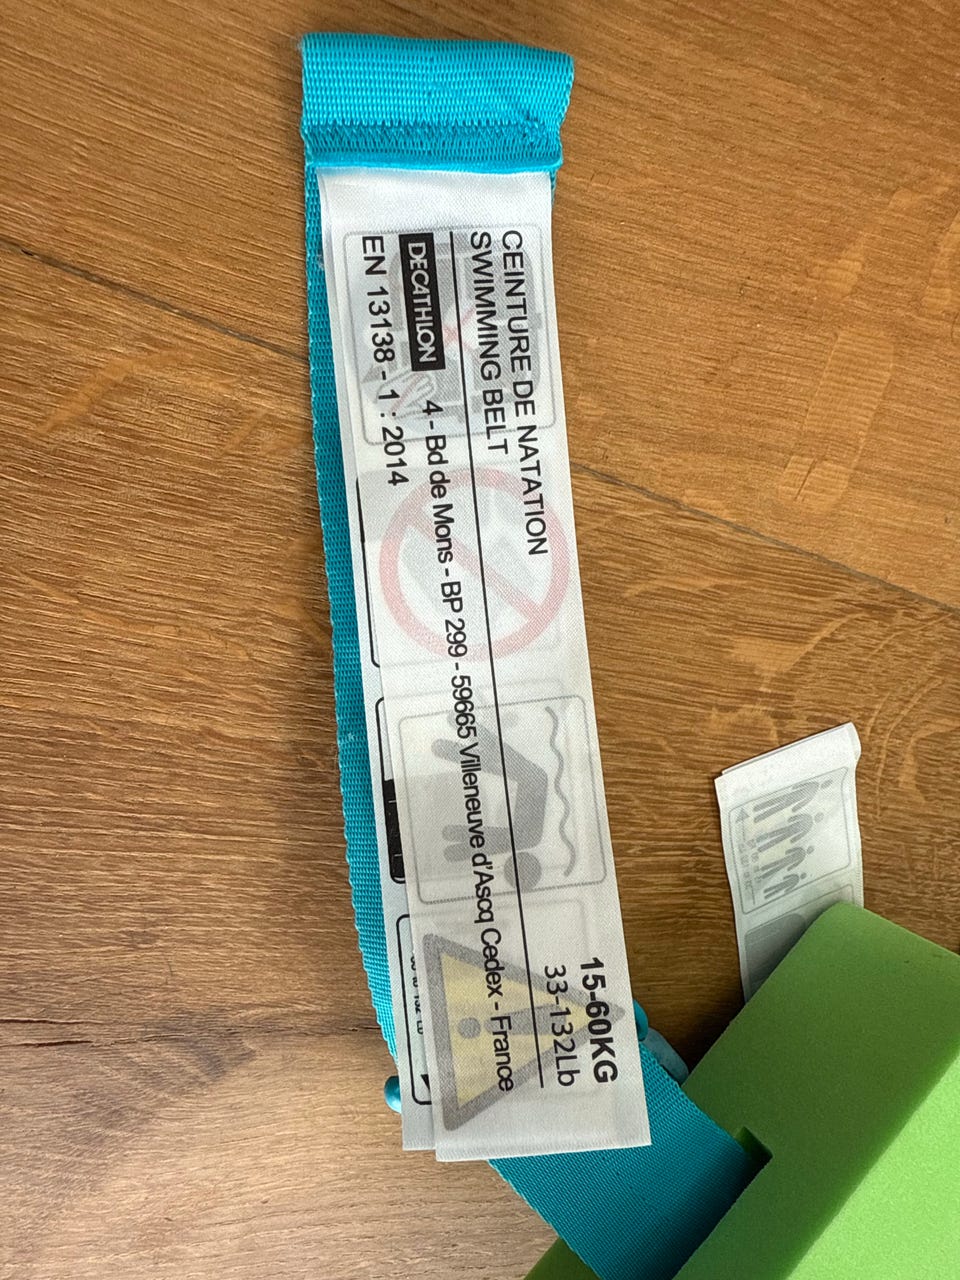 CEINTURE DE NATATION
SWIMMING BELT
15-60KG
33-132Lb
DECATHLON 4 - Bd de Mons - BP 299 - 59665 Villeneuve d'Ascq Cedex - France
EN 13138 - 1 : 2014